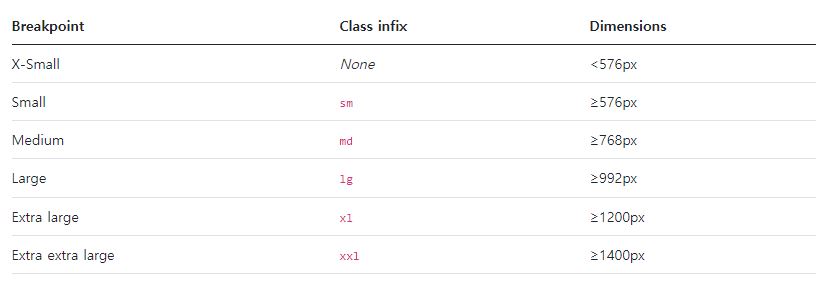 Breakpoint Class infix Dimensions
X-Small None <576px
Small sm ≥576px
Medium md ≥768px
Large lg ≥992px
Extra large xl ≥1200px
Extra extra large xxl ≥1400px